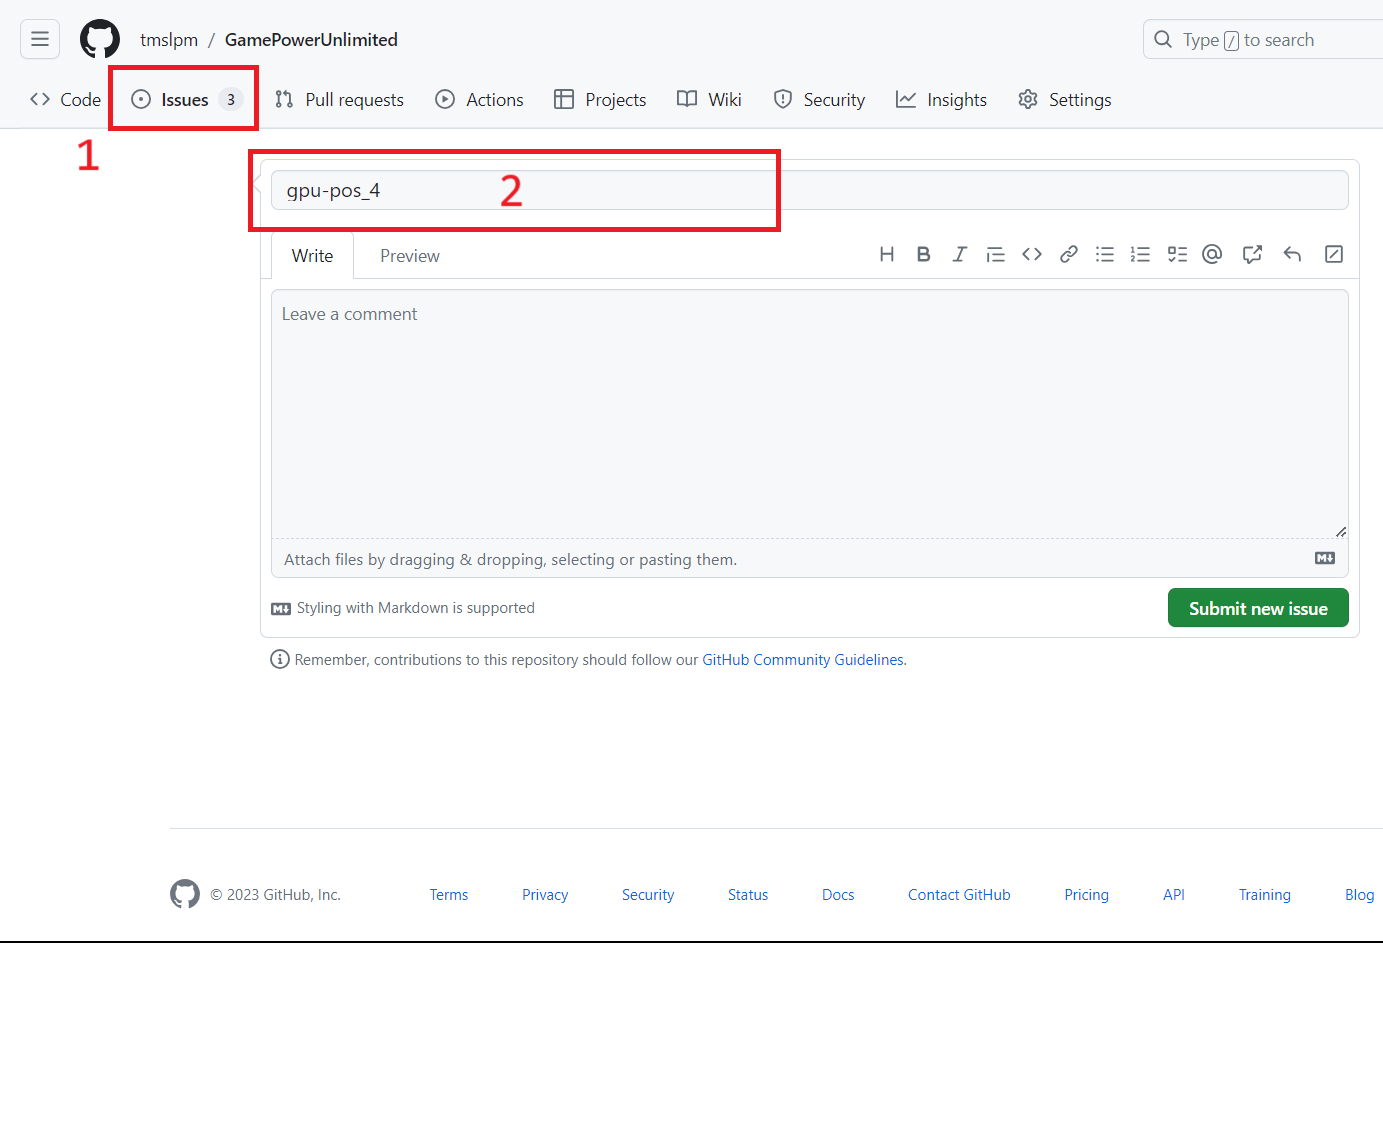 tmslpm / GamePowerUnlimited
Type / to search
Code
Issues 3
Pull requests
Actions
Projects
Wiki
Security
Insights
Settings
1
gpu-pos_4
2
Write
Preview
Leave a comment
Attach files by dragging & dropping, selecting or pasting them.
Styling with Markdown is supported
Submit new issue
Remember, contributions to this repository should follow our GitHub Community Guidelines.
© 2023 GitHub, Inc.
Terms
Privacy
Security
Status
Docs
Contact GitHub
Pricing
API
Training
Blog